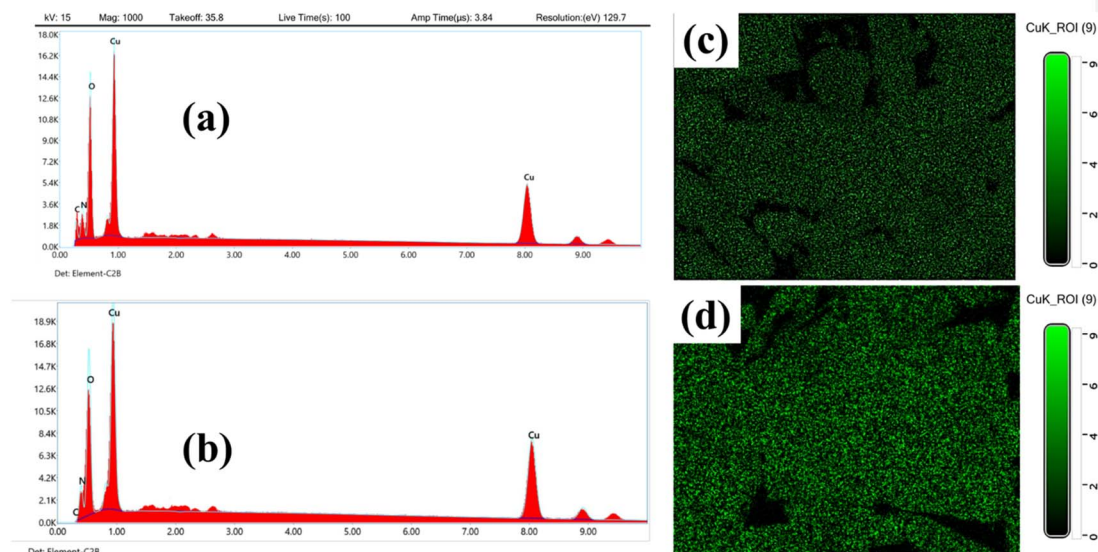 kV: 15 Mag: 1000 Takeoff: 35.8 Live Time(s): 100 Amp Time(µs): 3.84 Resolution:(eV) 129.7
18.0K
16.2K
14.4K
12.6K
10.8K
9.0K
7.2K
5.4K
3.6K
1.8K
0.0K
Cu
O
C
N
Cu
(a)
0.00 1.00 2.00 3.00 4.00 5.00 6.00 7.00 8.00 9.00
Det: Element-C2B
(c)
CuK_ROI (9)
9
6
4
2
0
18.9K
16.8K
14.7K
12.6K
10.5K
8.4K
6.3K
4.2K
2.1K
0.0K
Cu
O
N
C
Cu
(b)
0.00 1.00 2.00 3.00 4.00 5.00 6.00 7.00 8.00 9.00
Det: Element-C2B
(d)
CuK_ROI (9)
9
6
4
2
0